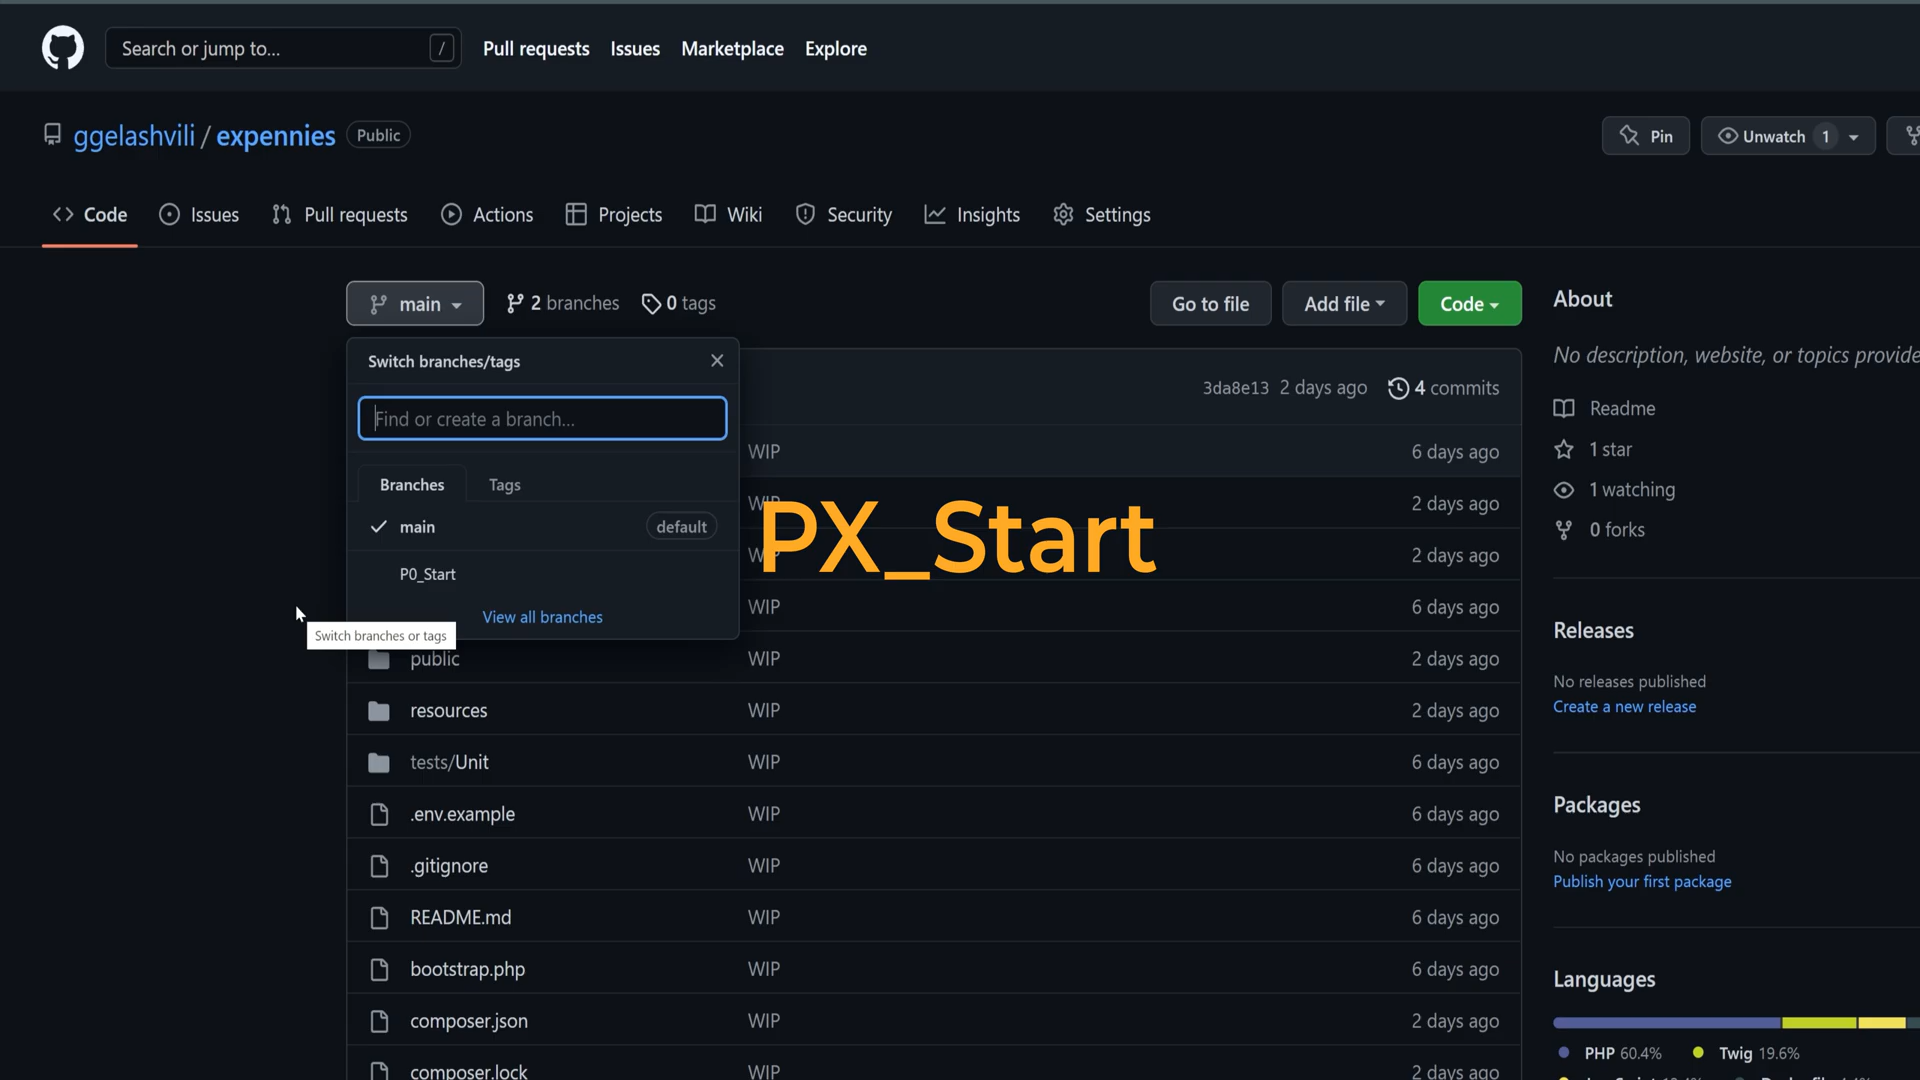 Search or jump to... /
Pull requests Issues Marketplace Explore
ggelashvili / expennies Public
Pin Unwatch 1
Code Issues Pull requests Actions Projects Wiki Security Insights Settings
main 2 branches 0 tags Go to file Add file Code
Switch branches/tags
3da8e13 2 days ago 4 commits
Find or create a branch...
WIP 6 days ago
Branches Tags
2 days ago
main default
PX_Start
2 days ago
P0_Start
WIP 6 days ago
View all branches
Switch branches or tags
public WIP 2 days ago
resources WIP 2 days ago
tests/Unit WIP 6 days ago
.env.example WIP 6 days ago
.gitignore WIP 6 days ago
README.md WIP 6 days ago
bootstrap.php WIP 6 days ago
composer.json WIP 2 days ago
composer.lock WIP 2 days ago
About
No description, website, or topics provide
Readme
1 star
1 watching
0 forks
Releases
No releases published
Create a new release
Packages
No packages published
Publish your first package
Languages
PHP 60.4% Twig 19.6%